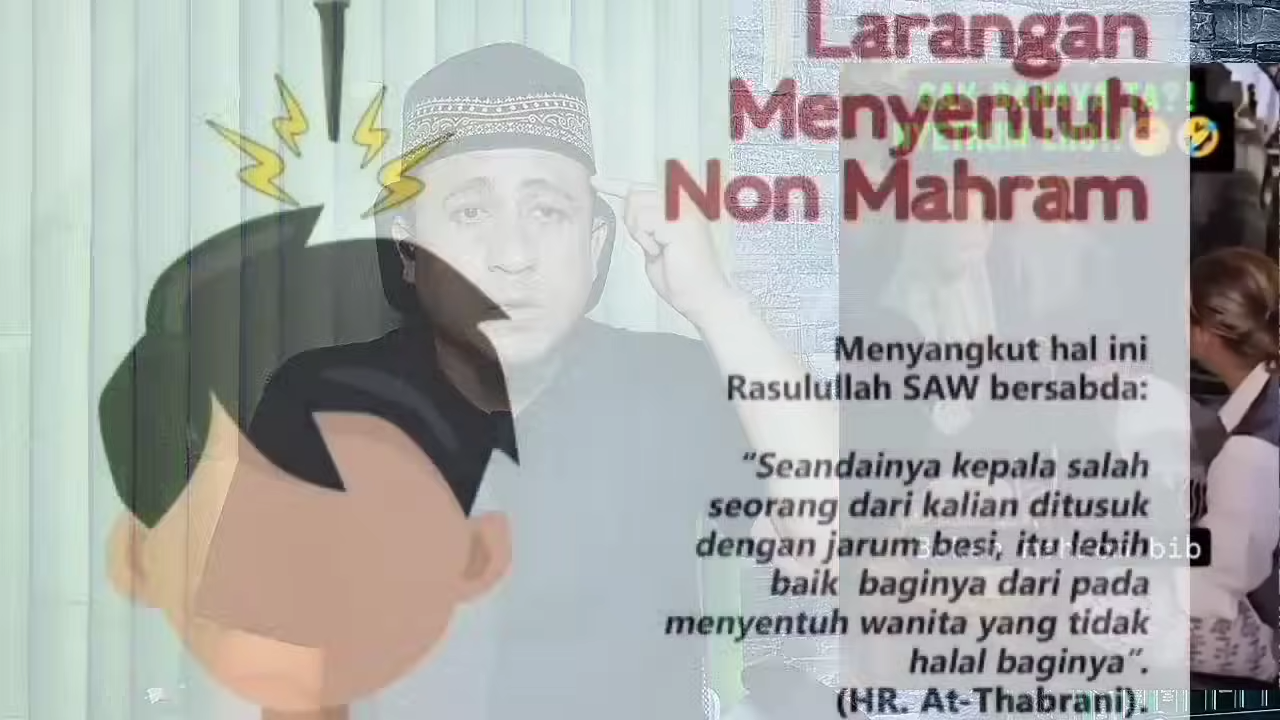 Larangan
Menyentuh
Non Mahram
Menyangkut hal ini
Rasulullah SAW bersabda:
“Seandainya kepala salah
seorang dari kalian ditusuk
dengan jarum besi, itu lebih
baik baginya dari pada
menyentuh wanita yang tidak
halal baginya”.
(HR. At-Thabrani).
bib